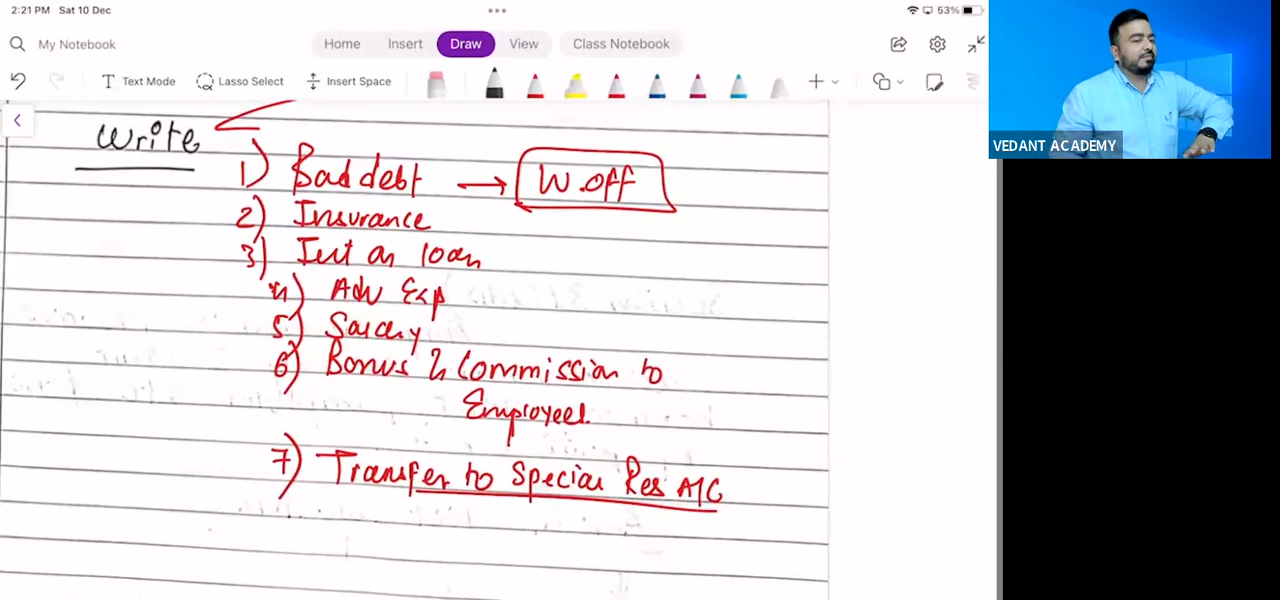 2:21 PM Sat 10 Dec
53%
My Notebook
Home Insert Draw View Class Notebook
Text Mode Lasso Select Insert Space
VEDANT ACADEMY
Write
1) Bad debt → W.off
2) Insurance
3) Int on loan
4) Adv Exp
5) Salary
6) Bonus & Commission to
Employees
7) Transfer to Special Res A/C